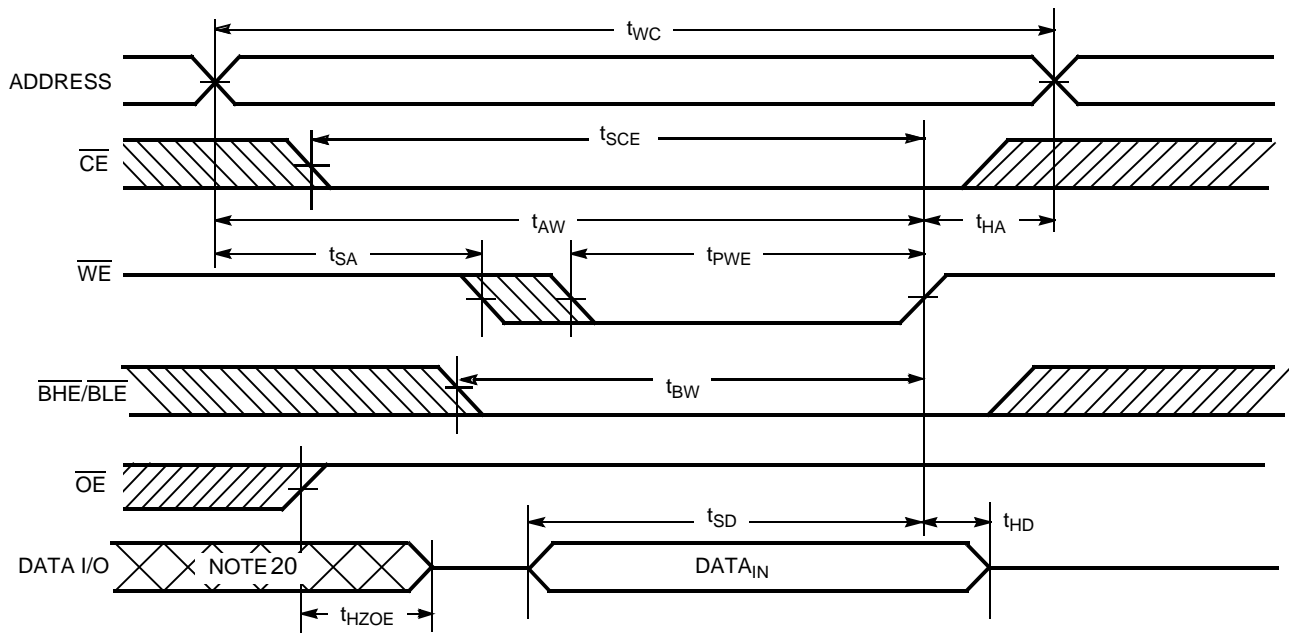 tWC
ADDRESS
tSCE
CE
tAW
tHA
tSA
tPWE
WE
tBW
BHE/BLE
OE
tSD
tHD
DATA I/O
NOTE 20
DATAIN
tHZOE